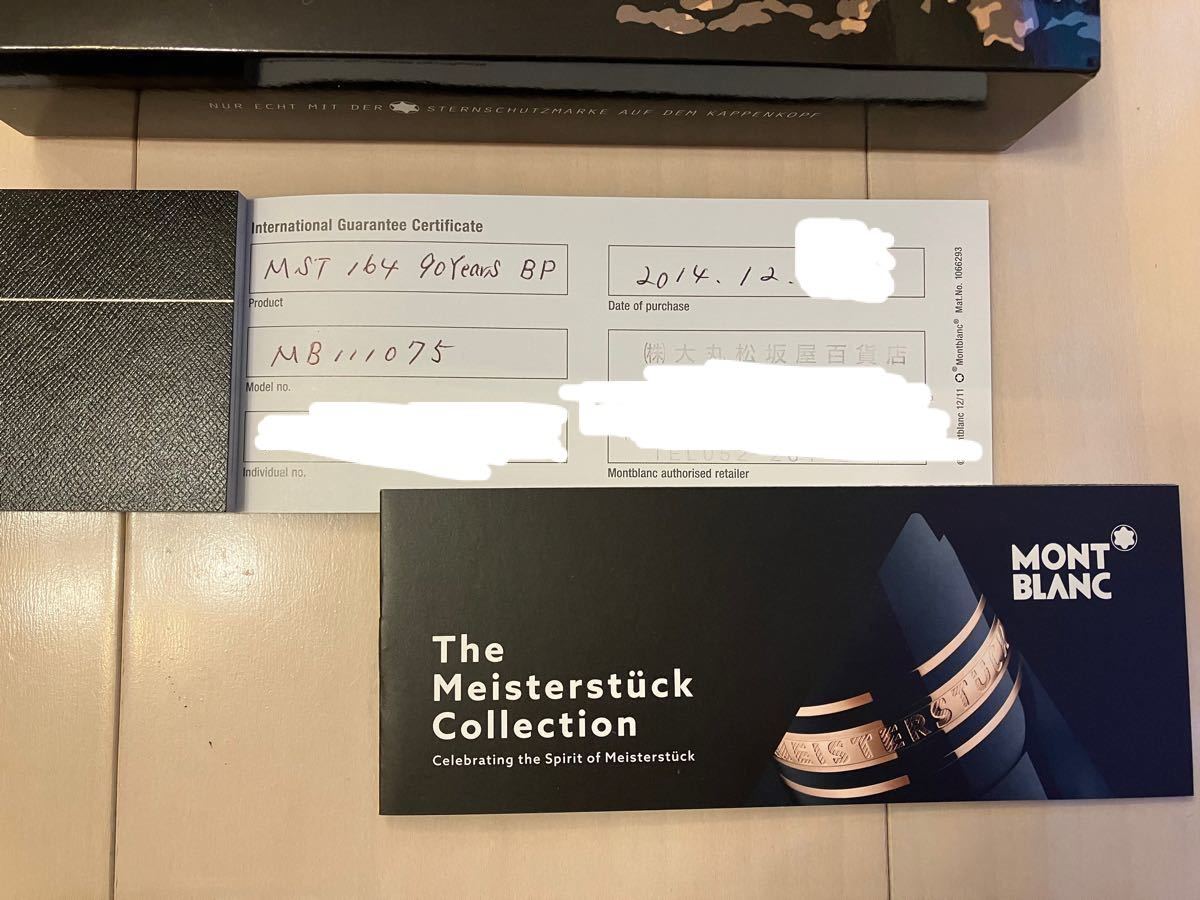 NUR ECHT MIT DER STERNSCHUTZMARKE AUF DEM KAPPENKOPF
International Guarantee Certificate
MST 164 90Years BP
Product
2014.12.
Date of purchase
MB111075
Model no.
㈱大丸松坂屋百貨店
TEL052
Individual no.
Montblanc authorised retailer
12/11 Montblanc® Mat.No. 1066293
MONT
BLANC
The
Meisterstück
Collection
Celebrating the Spirit of Meisterstück
MEISTERSTÜCK